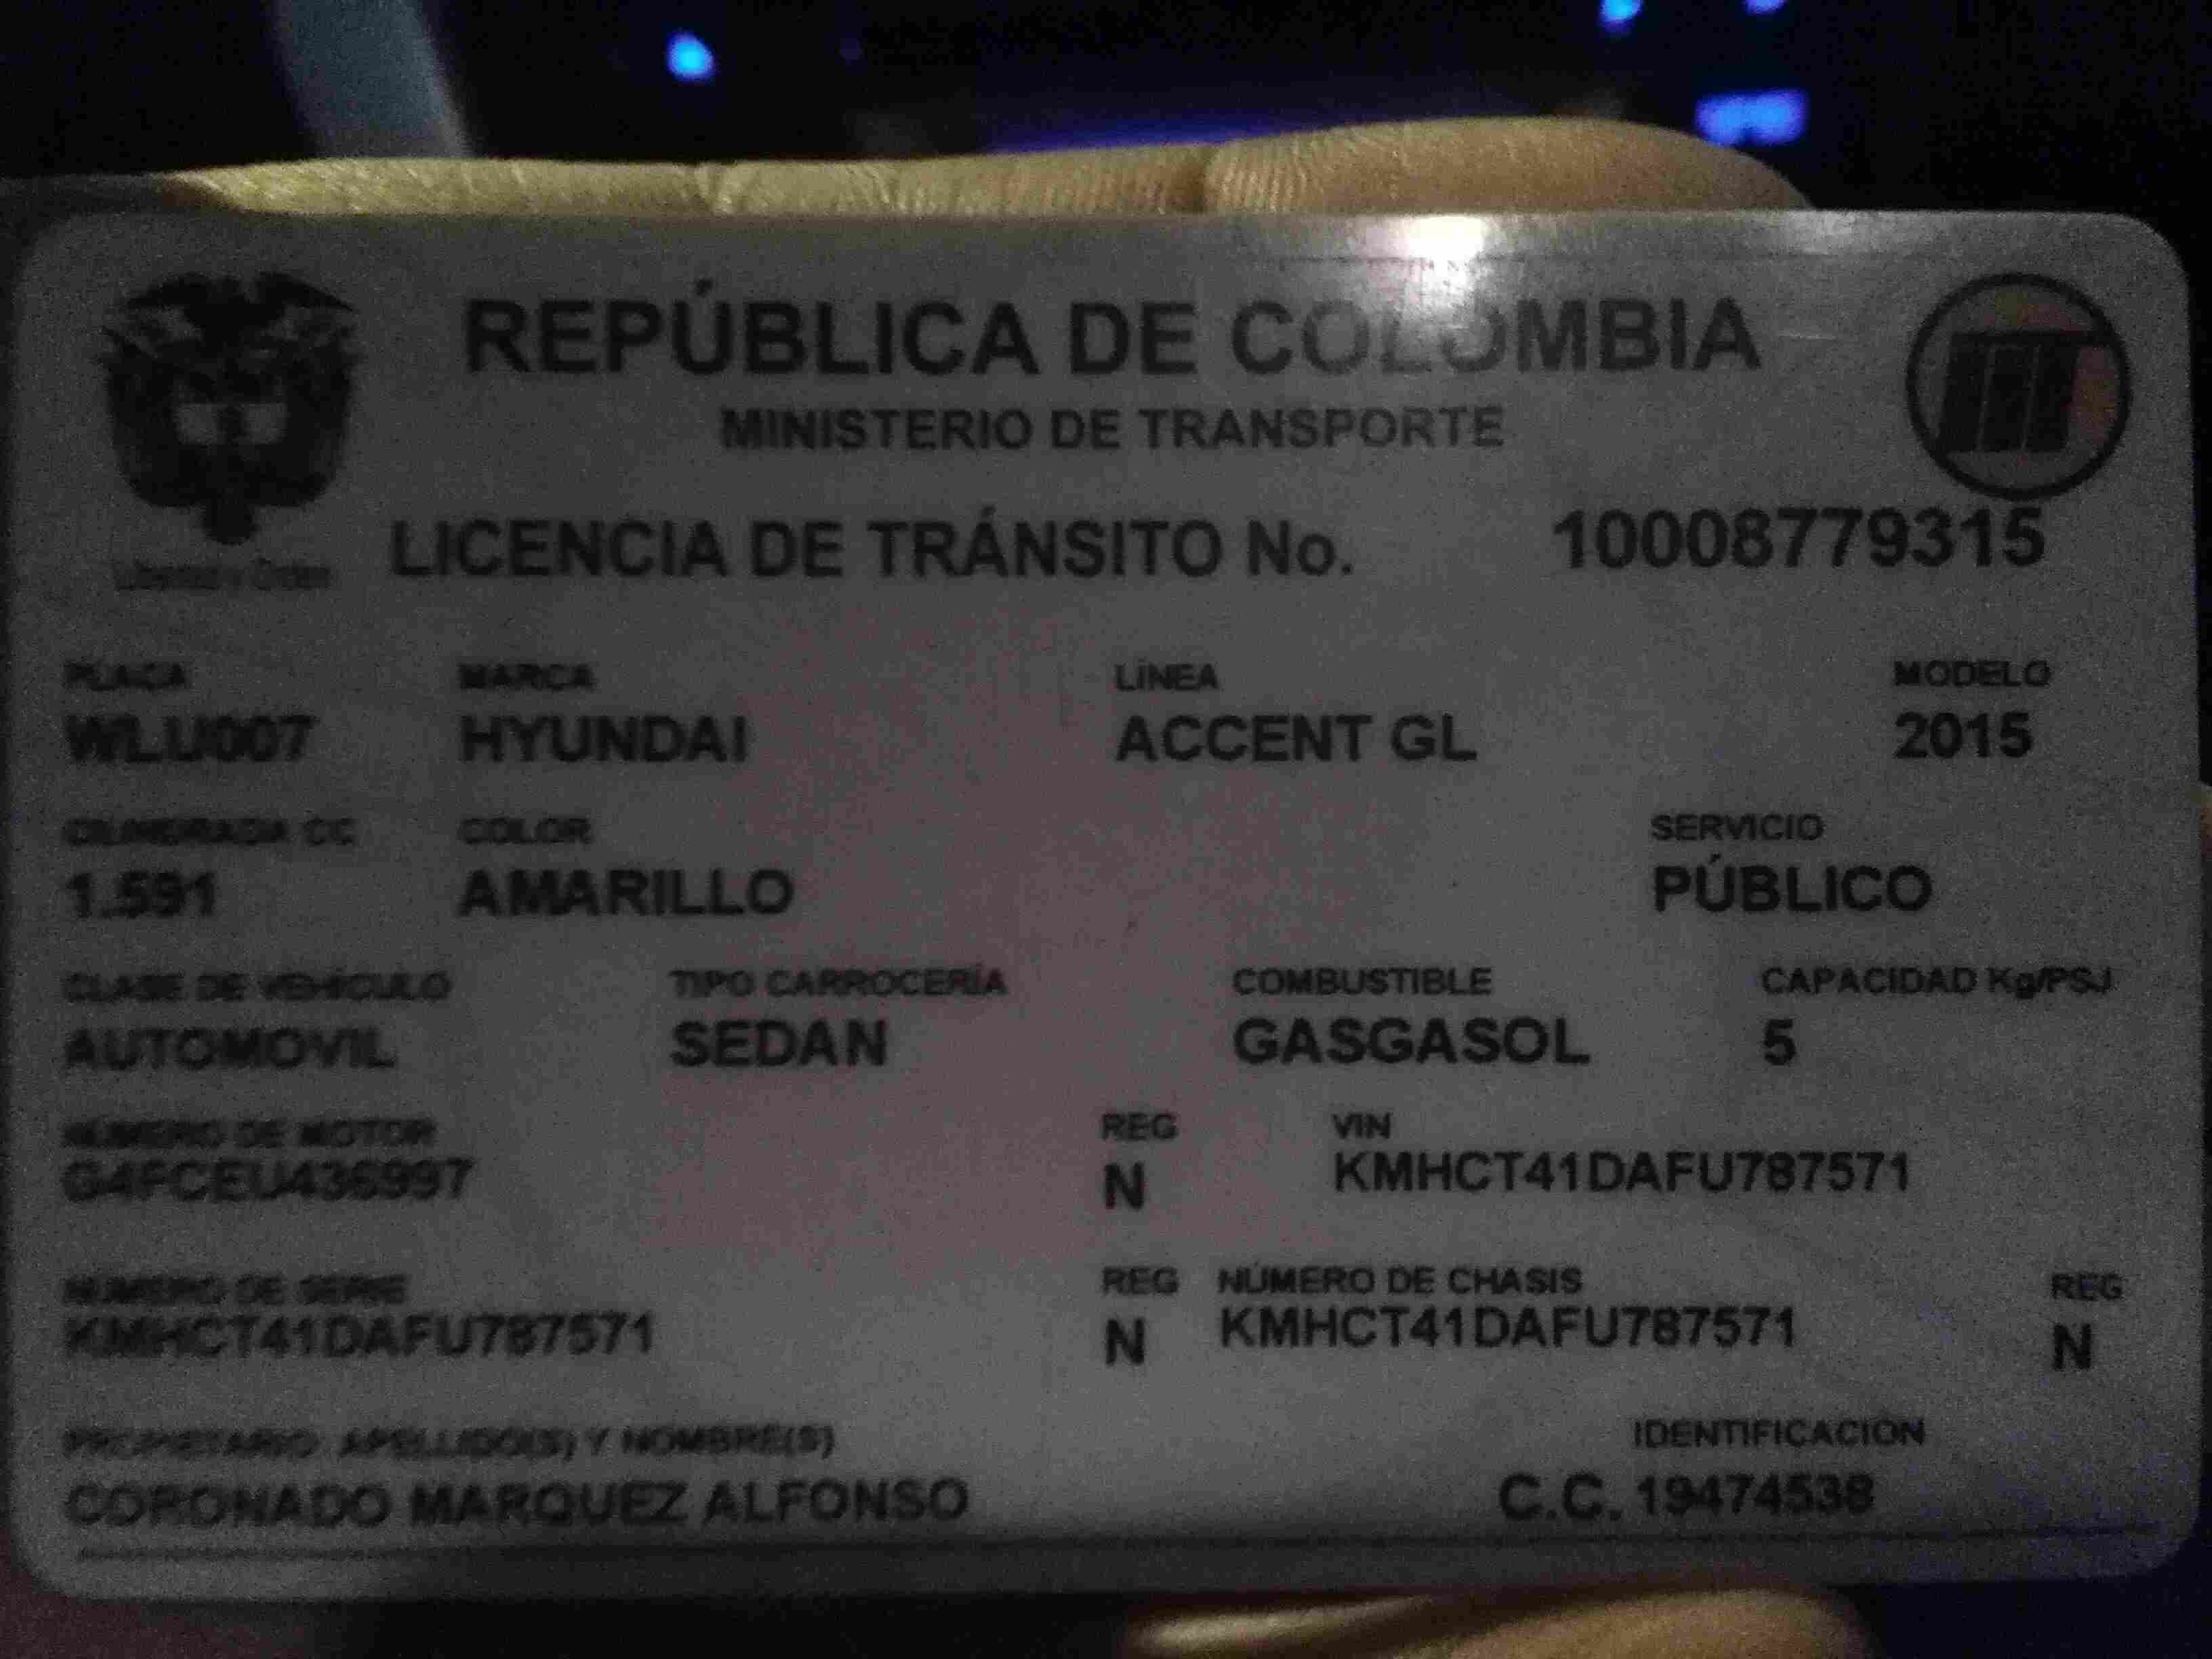 REPÚBLICA DE COLOMBIA
MINISTERIO DE TRANSPORTE
Libertad y Orden
LICENCIA DE TRÁNSITO No. 10008779315
PLACA MARCA LÍNEA MODELO
WLU007 HYUNDAI ACCENT GL 2015
CILINDRADA CC COLOR SERVICIO
1.591 AMARILLO PÚBLICO
CLASE DE VEHÍCULO TIPO CARROCERÍA COMBUSTIBLE CAPACIDAD Kg/PSJ
AUTOMOVIL SEDAN GASGASOL 5
NÚMERO DE MOTOR REG VIN
G4FCEU436997 N KMHCT41DAFU787571
NÚMERO DE SERIE REG NÚMERO DE CHASIS REG
KMHCT41DAFU787571 N KMHCT41DAFU787571 N
PROPIETARIO: APELLIDO(S) Y NOMBRE(S) IDENTIFICACIÓN
CORONADO MARQUEZ ALFONSO C.C. 19474538